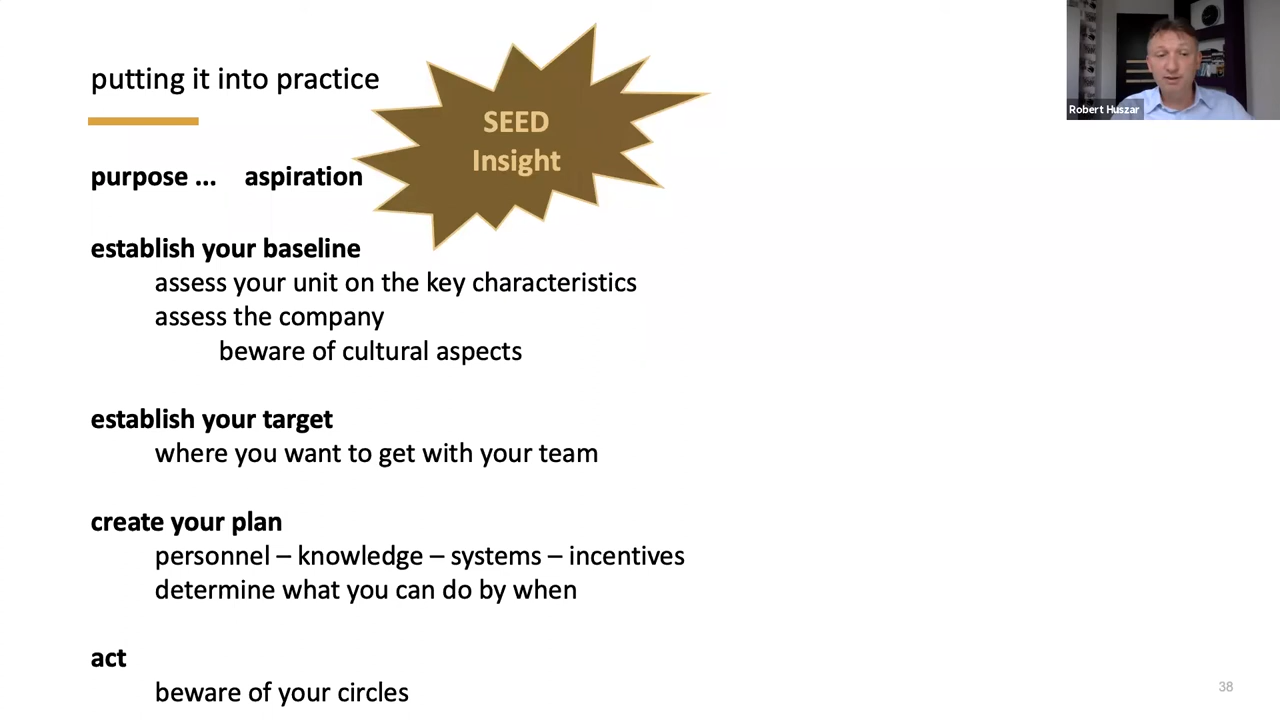 putting it into practice
SEED
Insight
purpose ... aspiration
establish your baseline
assess your unit on the key characteristics
assess the company
beware of cultural aspects
establish your target
where you want to get with your team
create your plan
personnel – knowledge – systems – incentives
determine what you can do by when
act
beware of your circles
38
Robert Huszar